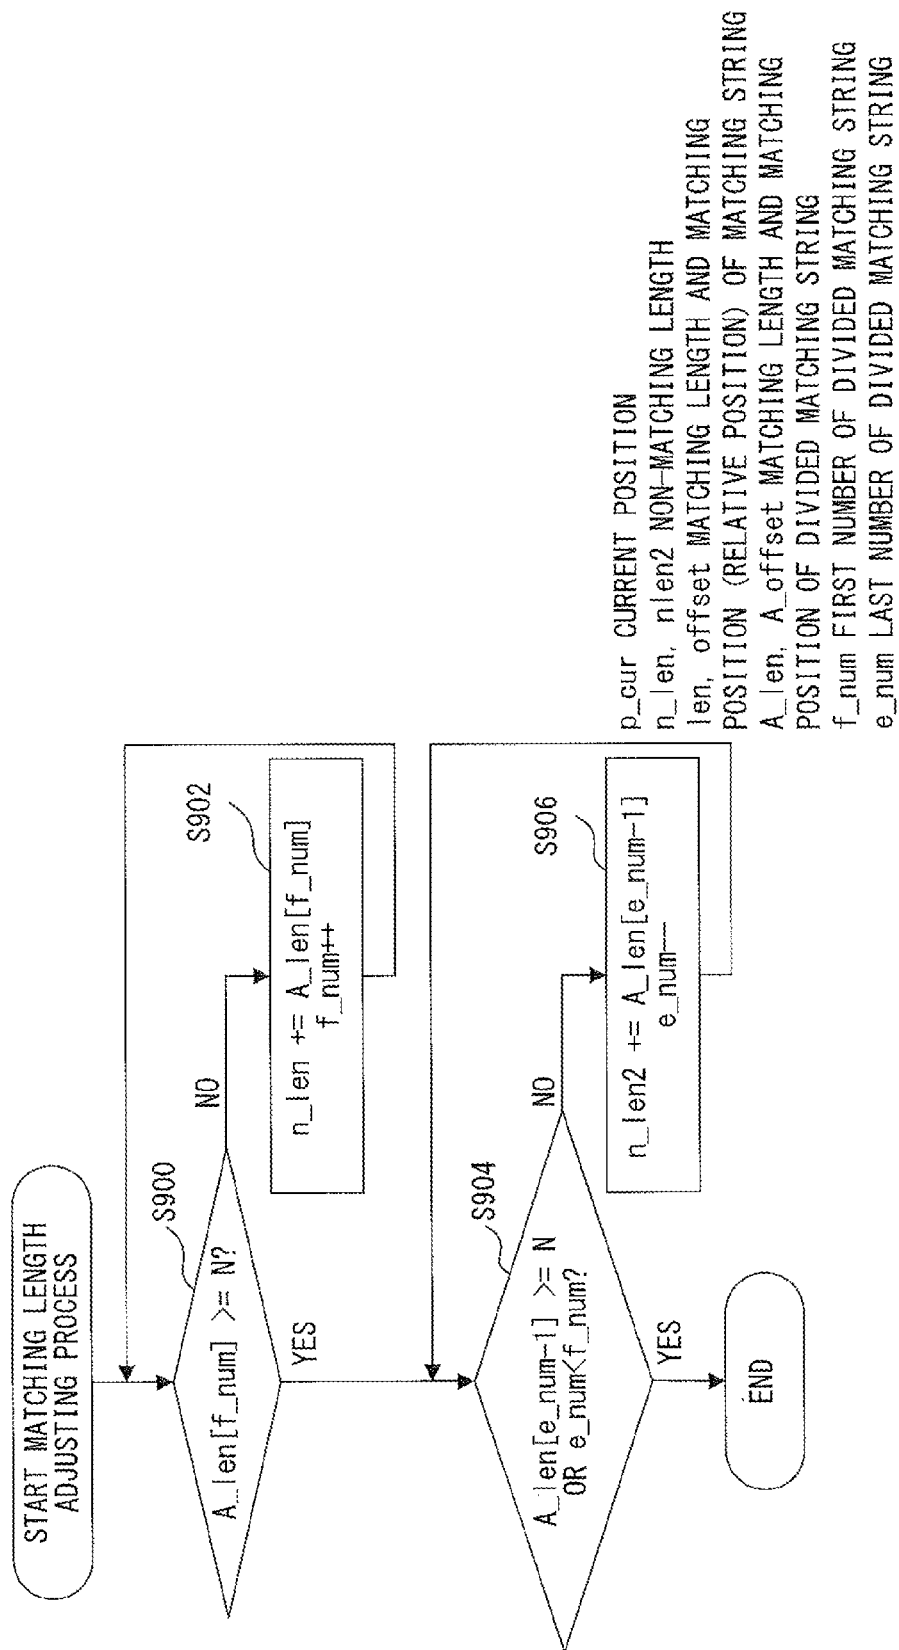 START MATCHING LENGTH
ADJUSTING PROCESS
S900
A_len[f_num] >= N?
NO
YES
S902
n_len += A_len[f_num]
f_num++
S904
A_len[e_num-1] >= N
OR e_num<f_num?
NO
YES
S906
n_len2 += A_len[e_num-1]
e_num--
END
p_cur CURRENT POSITION
n_len, nlen2 NON-MATCHING LENGTH
len, offset MATCHING LENGTH AND MATCHING
POSITION (RELATIVE POSITION) OF MATCHING STRING
A_len, A_offset MATCHING LENGTH AND MATCHING
POSITION OF DIVIDED MATCHING STRING
f_num FIRST NUMBER OF DIVIDED MATCHING STRING
e_num LAST NUMBER OF DIVIDED MATCHING STRING